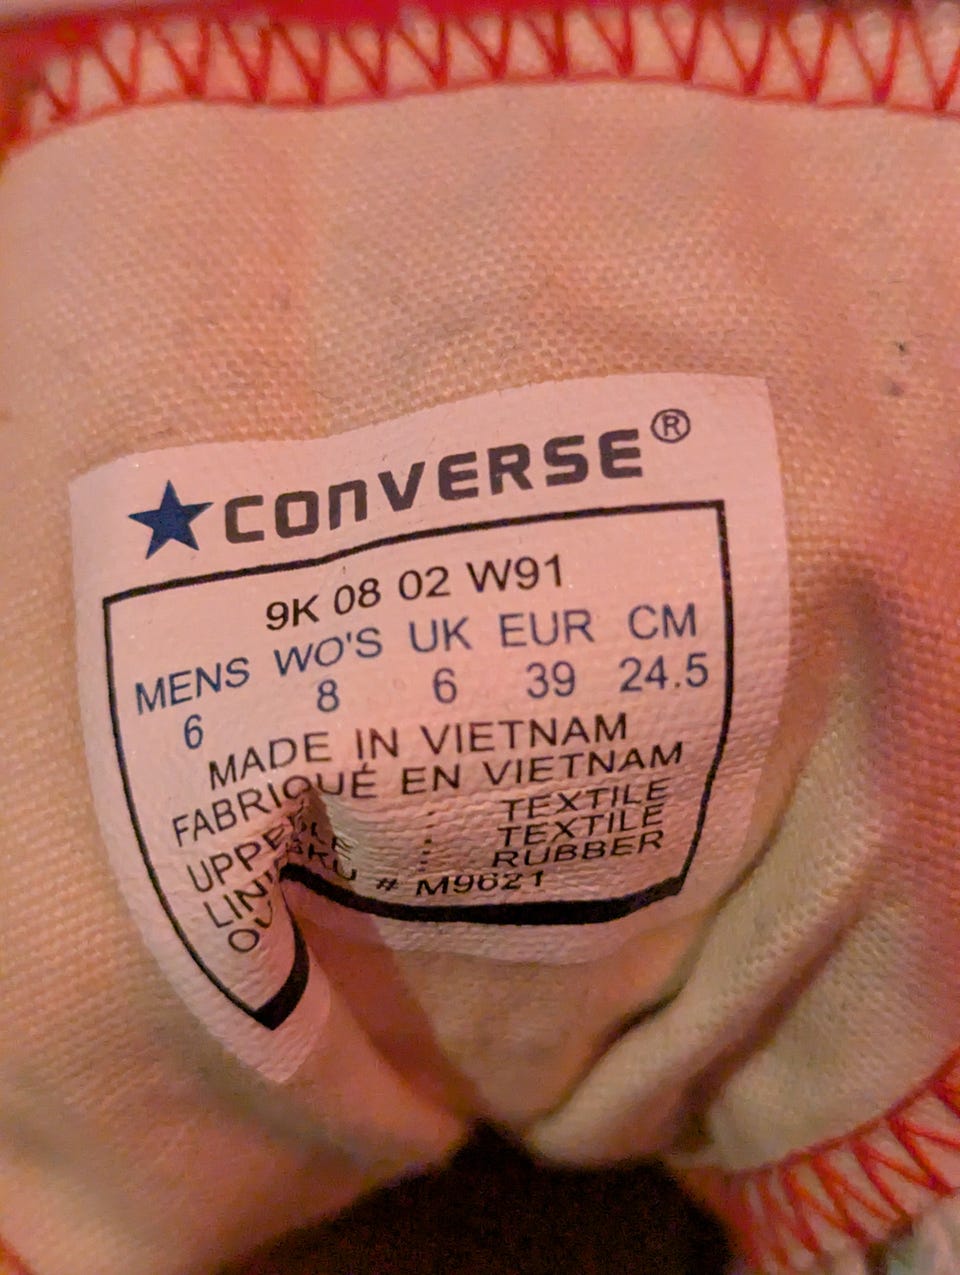 CONVERSE®
9K 08 02 W91
MENS WO'S UK EUR CM
6 8 6 39 24.5
MADE IN VIETNAM
FABRIQUÉ EN VIETNAM
: TEXTILE
: TEXTILE
: RUBBER
# M9621